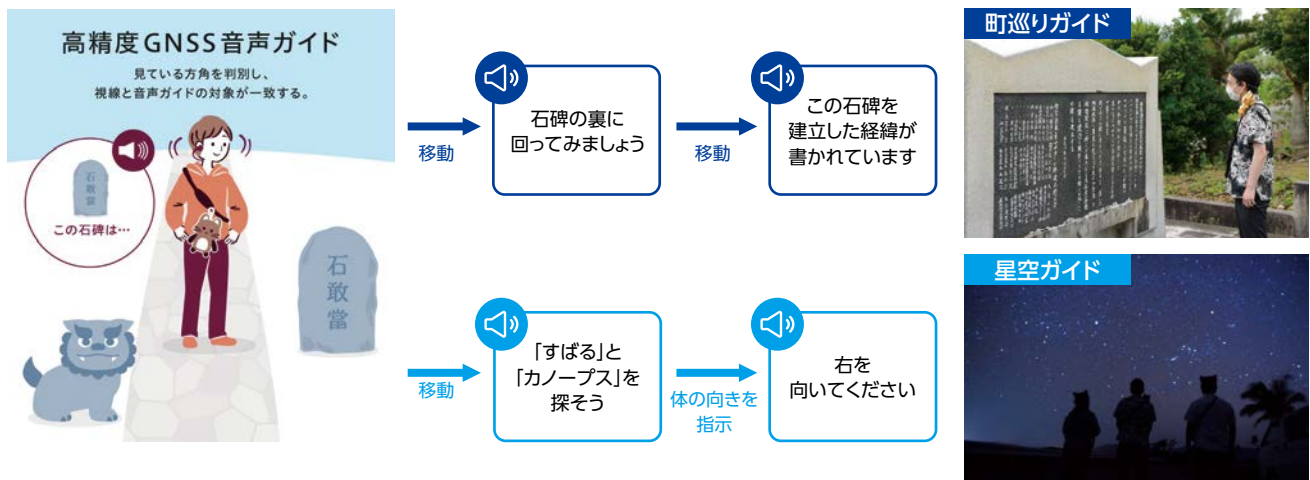 高精度GNSS音声ガイド
見ている方角を判別し、
視線と音声ガイドの対象が一致する。
この石碑は…
石敢當
石敢當
移動
石碑の裏に
回ってみましょう
移動
この石碑を
建立した経緯が
書かれています
町巡りガイド
移動
「すばる」と
「カノープス」を
探そう
体の向きを
指示
右を
向いてください
星空ガイド